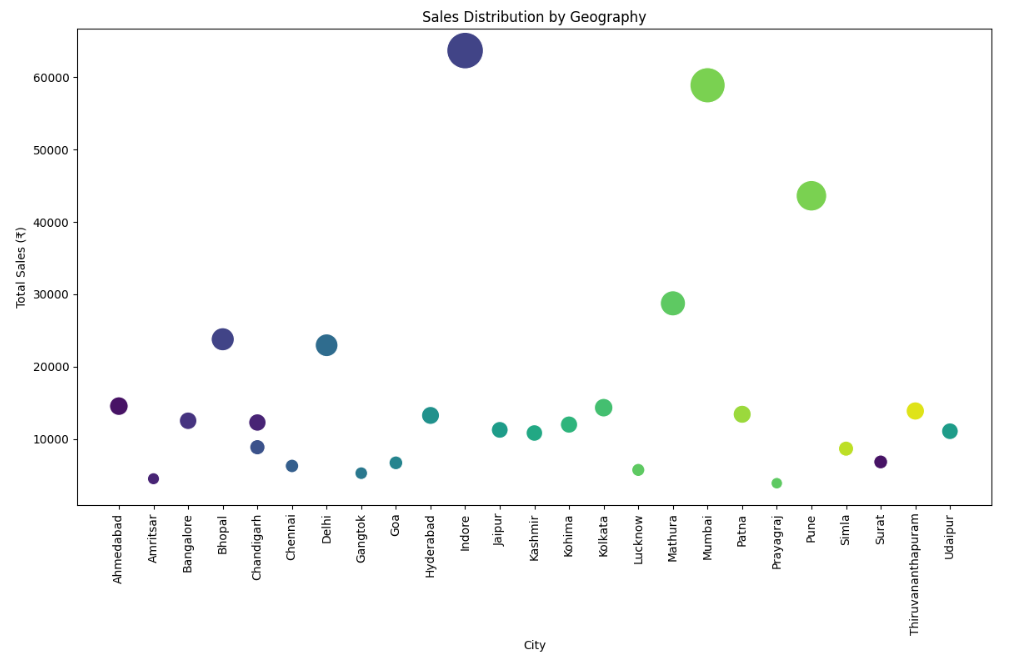 Sales Distribution by Geography
Total Sales (₹)
60000
50000
40000
30000
20000
10000
Ahmedabad
Amritsar
Bangalore
Bhopal
Chandigarh
Chennai
Delhi
Gangtok
Goa
Hyderabad
Indore
Jaipur
Kashmir
Kohima
Kolkata
Lucknow
Mathura
Mumbai
Patna
Prayagraj
Pune
Simla
Surat
Thiruvananthapuram
Udaipur
City